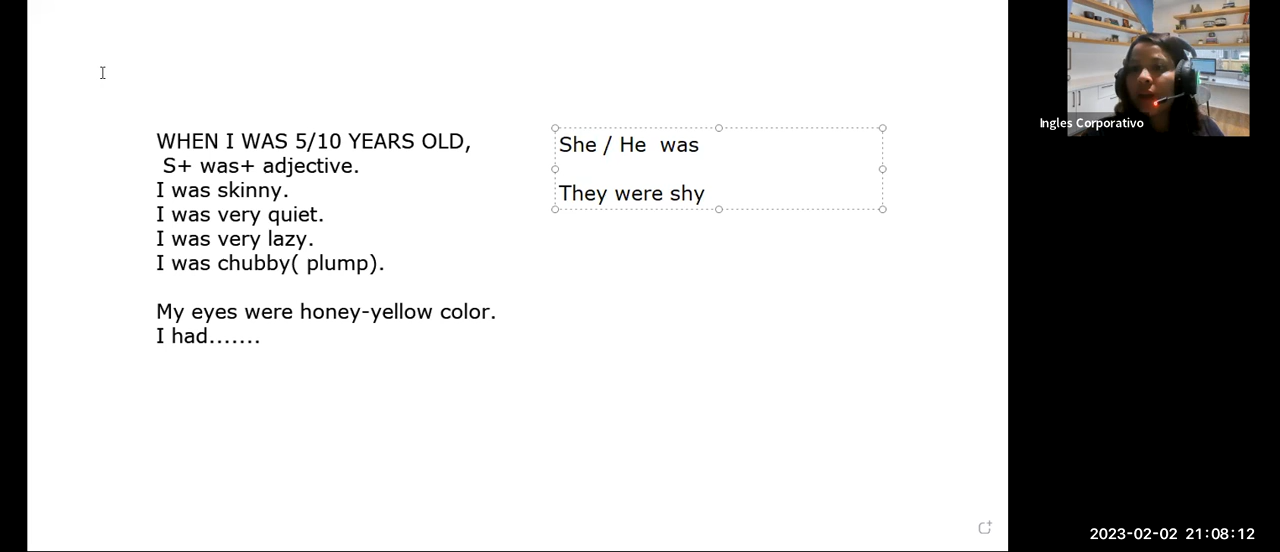 WHEN I WAS 5/10 YEARS OLD,
S+ was+ adjective.
I was skinny.
I was very quiet.
I was very lazy.
I was chubby( plump).
My eyes were honey-yellow color.
I had.......
She / He  was
They were shy
Ingles Corporativo
2023-02-02 21:08:12